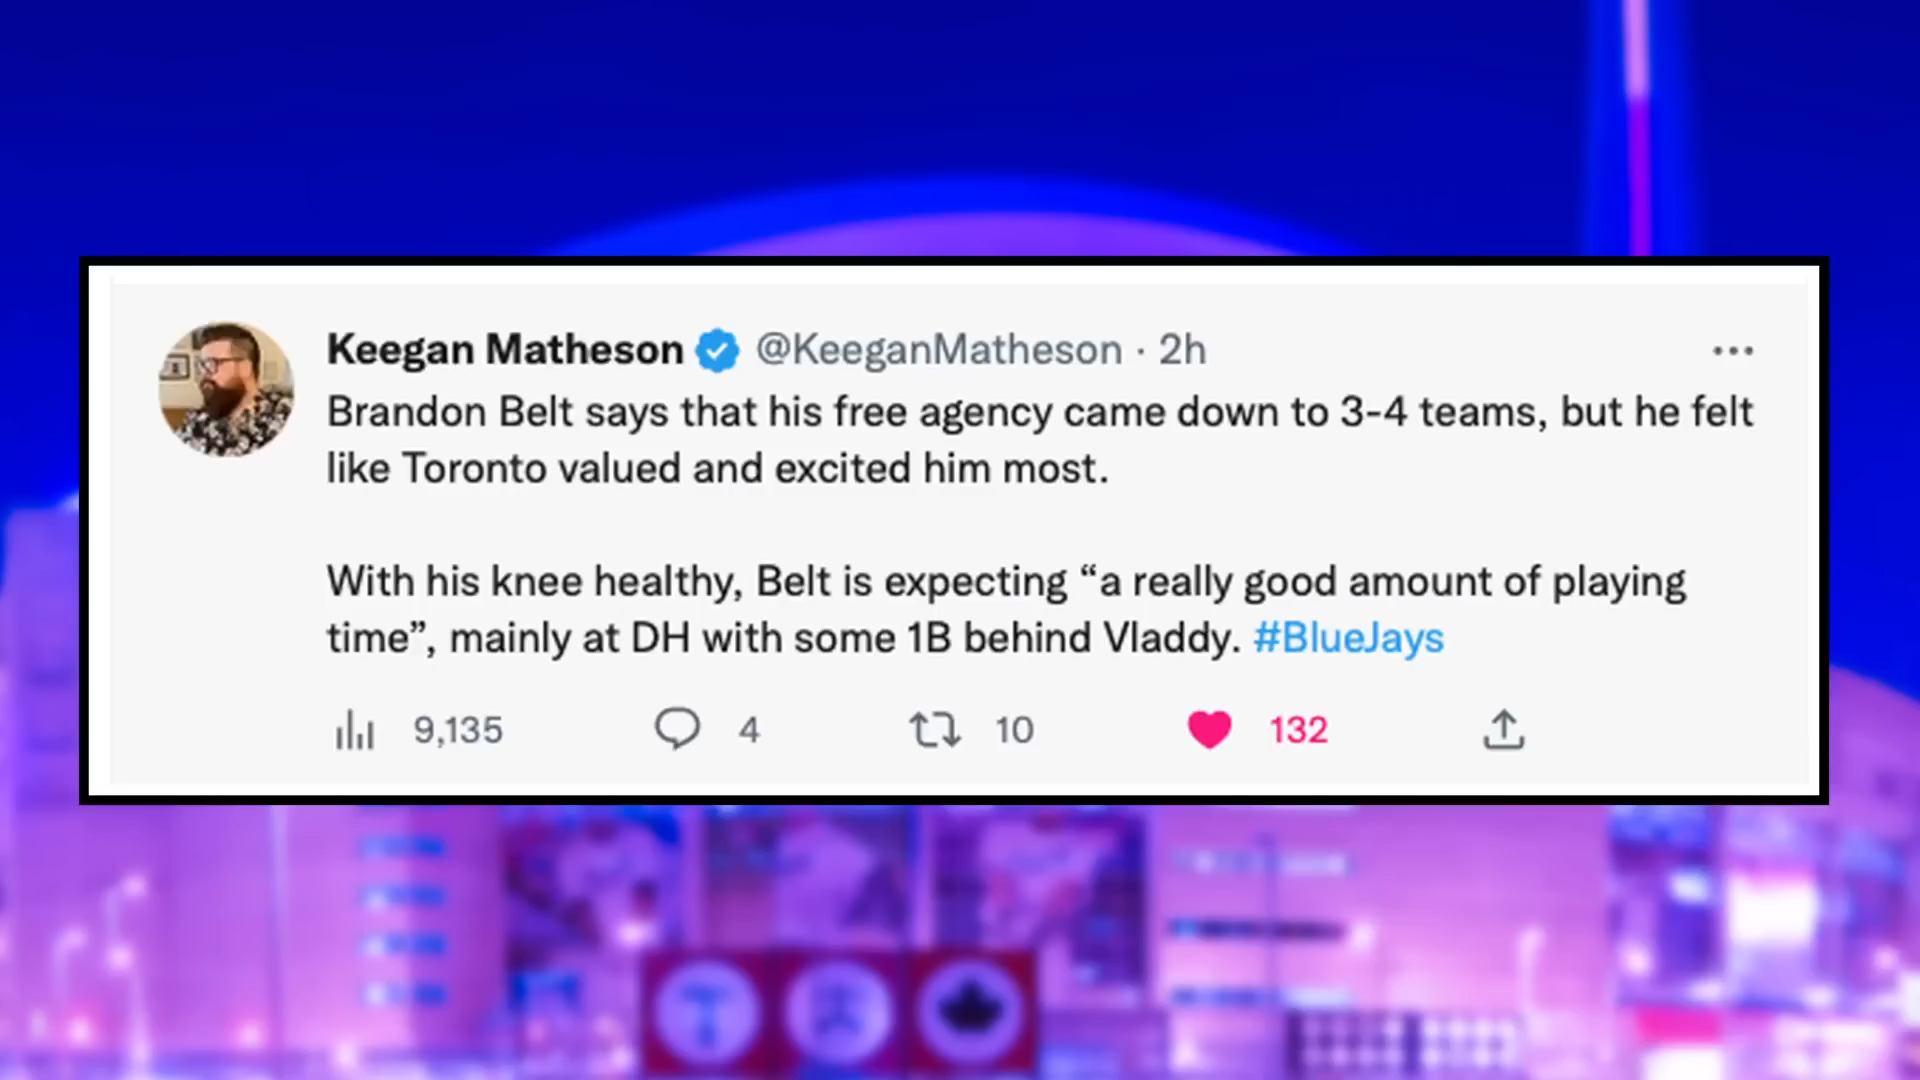 Keegan Matheson @KeeganMatheson · 2h
Brandon Belt says that his free agency came down to 3-4 teams, but he felt
like Toronto valued and excited him most.
With his knee healthy, Belt is expecting “a really good amount of playing
time”, mainly at DH with some 1B behind Vladdy. #BlueJays
9,135 4 10 132